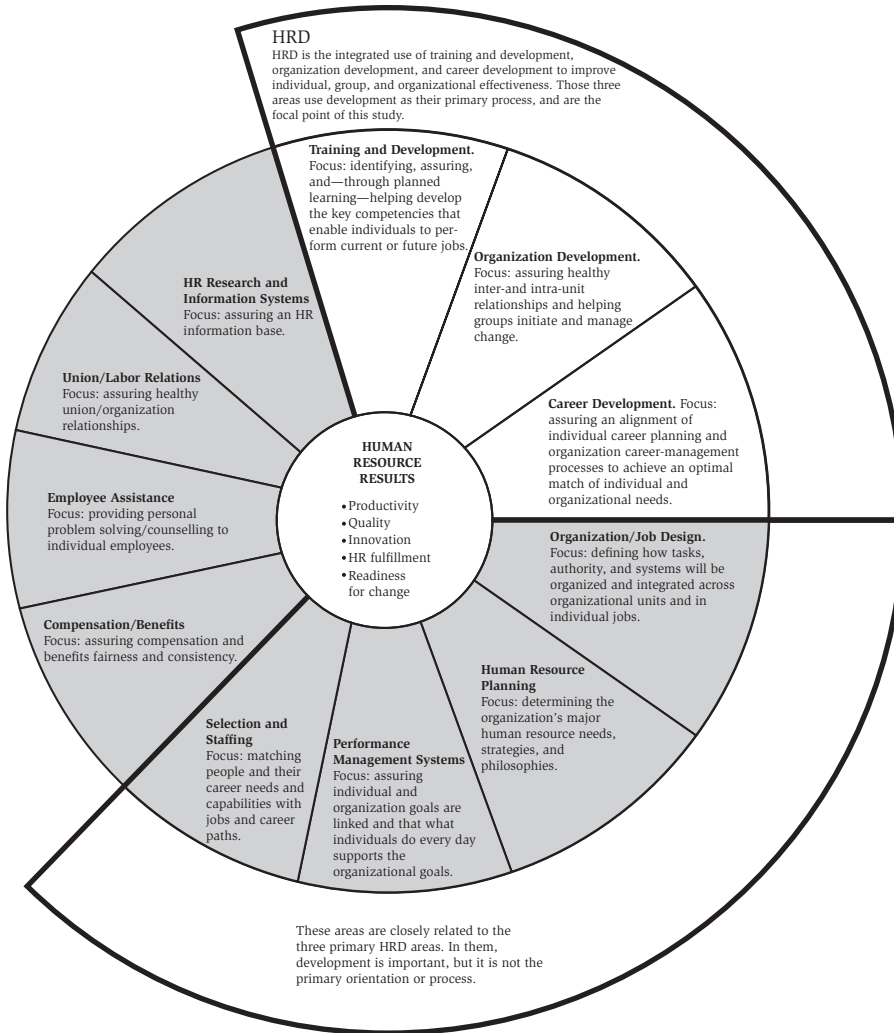 HRD
HRD is the integrated use of training and development,
organization development, and career development to improve
individual, group, and organizational effectiveness. Those three
areas use development as their primary process, and are the
focal point of this study.
Training and Development.
Focus: identifying, assuring,
and—through planned
learning—helping develop
the key competencies that
enable individuals to per-
form current or future jobs.
Organization Development.
Focus: assuring healthy
inter-and intra-unit
relationships and helping
groups initiate and manage
change.
Career Development. Focus:
assuring an alignment of
individual career planning and
organization career-management
processes to achieve an optimal
match of individual and
organizational needs.
Organization/Job Design.
Focus: defining how tasks,
authority, and systems will be
organized and integrated across
organizational units and in
individual jobs.
Human Resource
Planning
Focus: determining the
organization's major
human resource needs,
strategies, and
philosophies.
Performance
Management Systems
Focus: assuring
individual and
organization goals are
linked and that what
individuals do every day
supports the
organizational goals.
Selection and
Staffing
Focus: matching
people and their
career needs and
capabilities with
jobs and career
paths.
Compensation/Benefits
Focus: assuring compensation and
benefits fairness and consistency.
Employee Assistance
Focus: providing personal
problem solving/counselling to
individual employees.
Union/Labor Relations
Focus: assuring healthy
union/organization
relationships.
HR Research and
Information Systems
Focus: assuring an HR
information base.
HUMAN
RESOURCE
RESULTS
• Productivity
• Quality
• Innovation
• HR fulfillment
• Readiness
for change
These areas are closely related to the
three primary HRD areas. In them,
development is important, but it is not the
primary orientation or process.